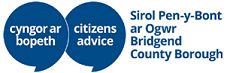 cyngor ar
bopeth
citizens
advice
Sirol Pen-y-Bont
ar Ogwr
Bridgend
County Borough